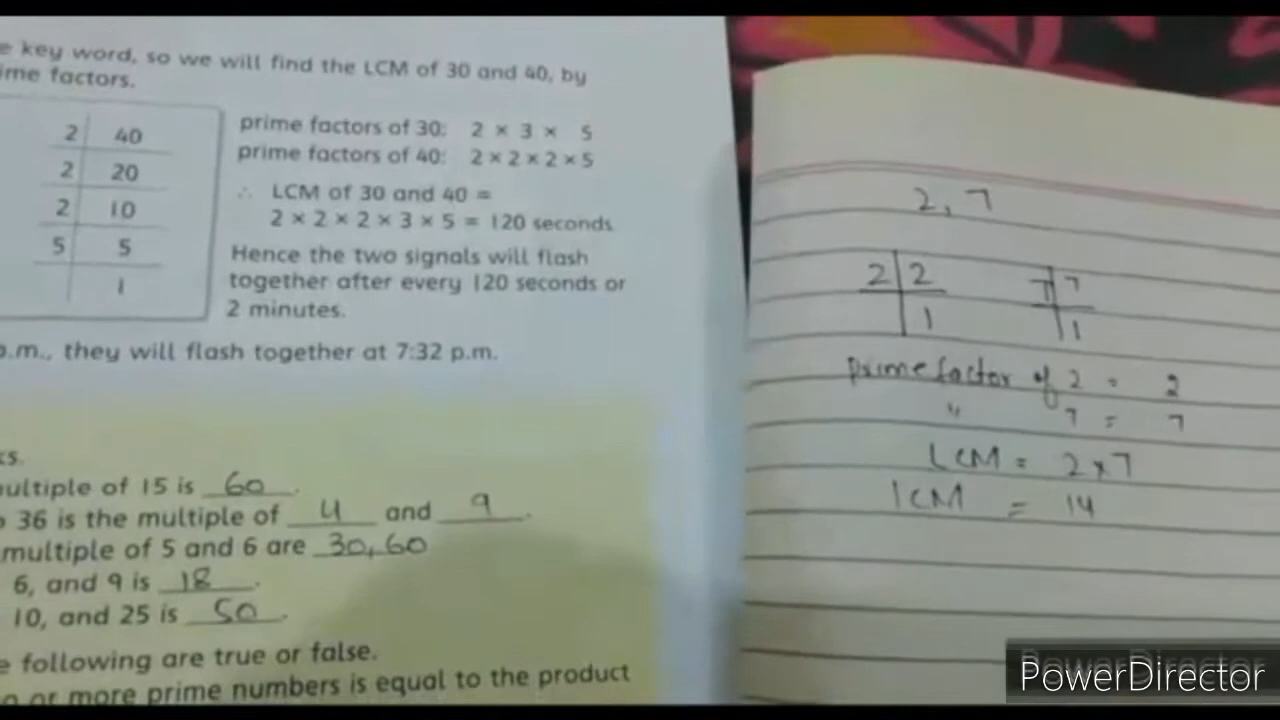 e key word, so we will find the LCM of 30 and 40, by
ime factors.
2 40
2 20
2 10
5 5
1
prime factors of 30: 2 × 3 × 5
prime factors of 40: 2 × 2 × 2 × 5
∴ LCM of 30 and 40 =
2 × 2 × 2 × 3 × 5 = 120 seconds
Hence the two signals will flash
together after every 120 seconds or
2 minutes.
p.m., they will flash together at 7:32 p.m.
ks.
multiple of 15 is 60.
36 is the multiple of 4 and 9.
multiple of 5 and 6 are 30,60
6, and 9 is 18.
10, and 25 is 50.
e following are true or false.
o or more prime numbers is equal to the product
2, 7
2 2 7 7
1 1
prime factor of 2 = 2
" 7 = 7
LCM = 2×7
LCM = 14
PowerDirector